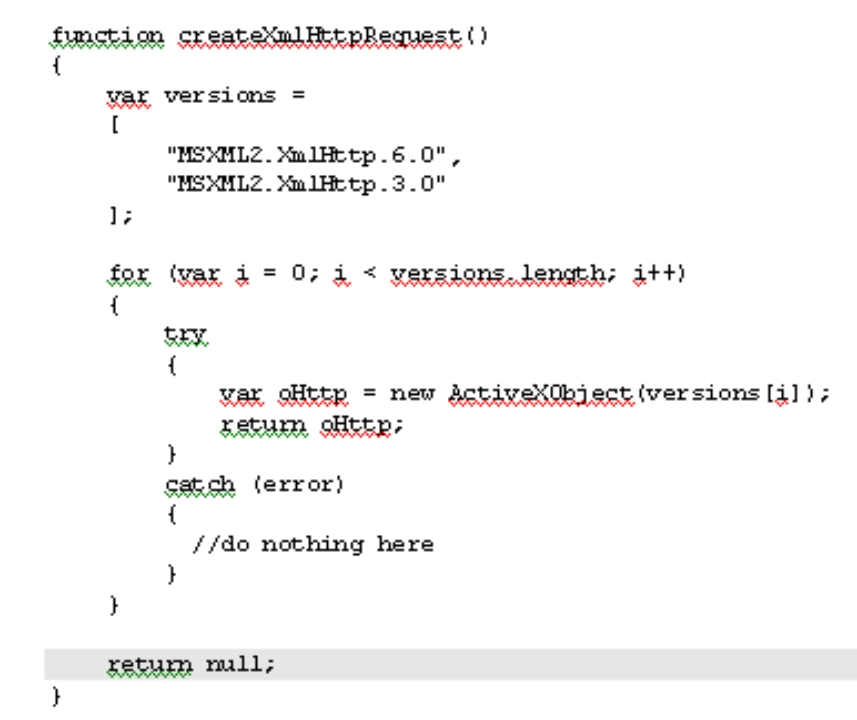 function createXmlHttpRequest()
{
    var versions =
    [
        "MSXML2.XmlHttp.6.0",
        "MSXML2.XmlHttp.3.0"
    ];
    for (var i = 0; i < versions.length; i++)
    {
        try
        {
            var oHttp = new ActiveXObject(versions[i]);
            return oHttp;
        }
        catch (error)
        {
          //do nothing here
        }
    }
    return null;
}